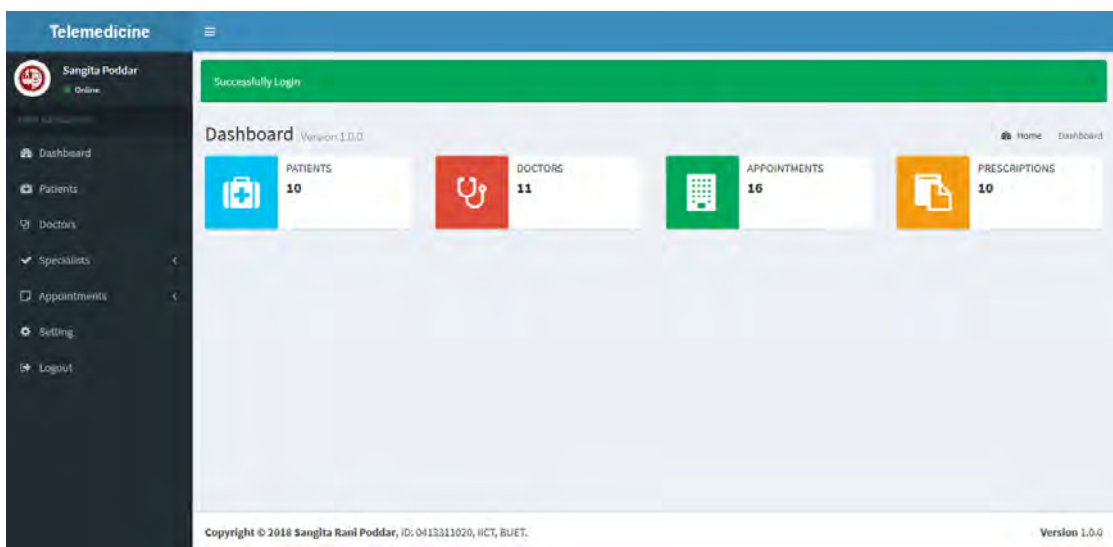 Telemedicine
Sangita Poddar
Online
Dashboard
Patients
Doctors
Specialists
Appointments
Setting
Logout
Successfully Login
Dashboard Version 1.0.0
Home Dashboard
PATIENTS
10
DOCTORS
11
APPOINTMENTS
16
PRESCRIPTIONS
10
Copyright © 2018 Sangita Rani Poddar, ID: 0413311020, IICT, BUET.
Version 1.0.0